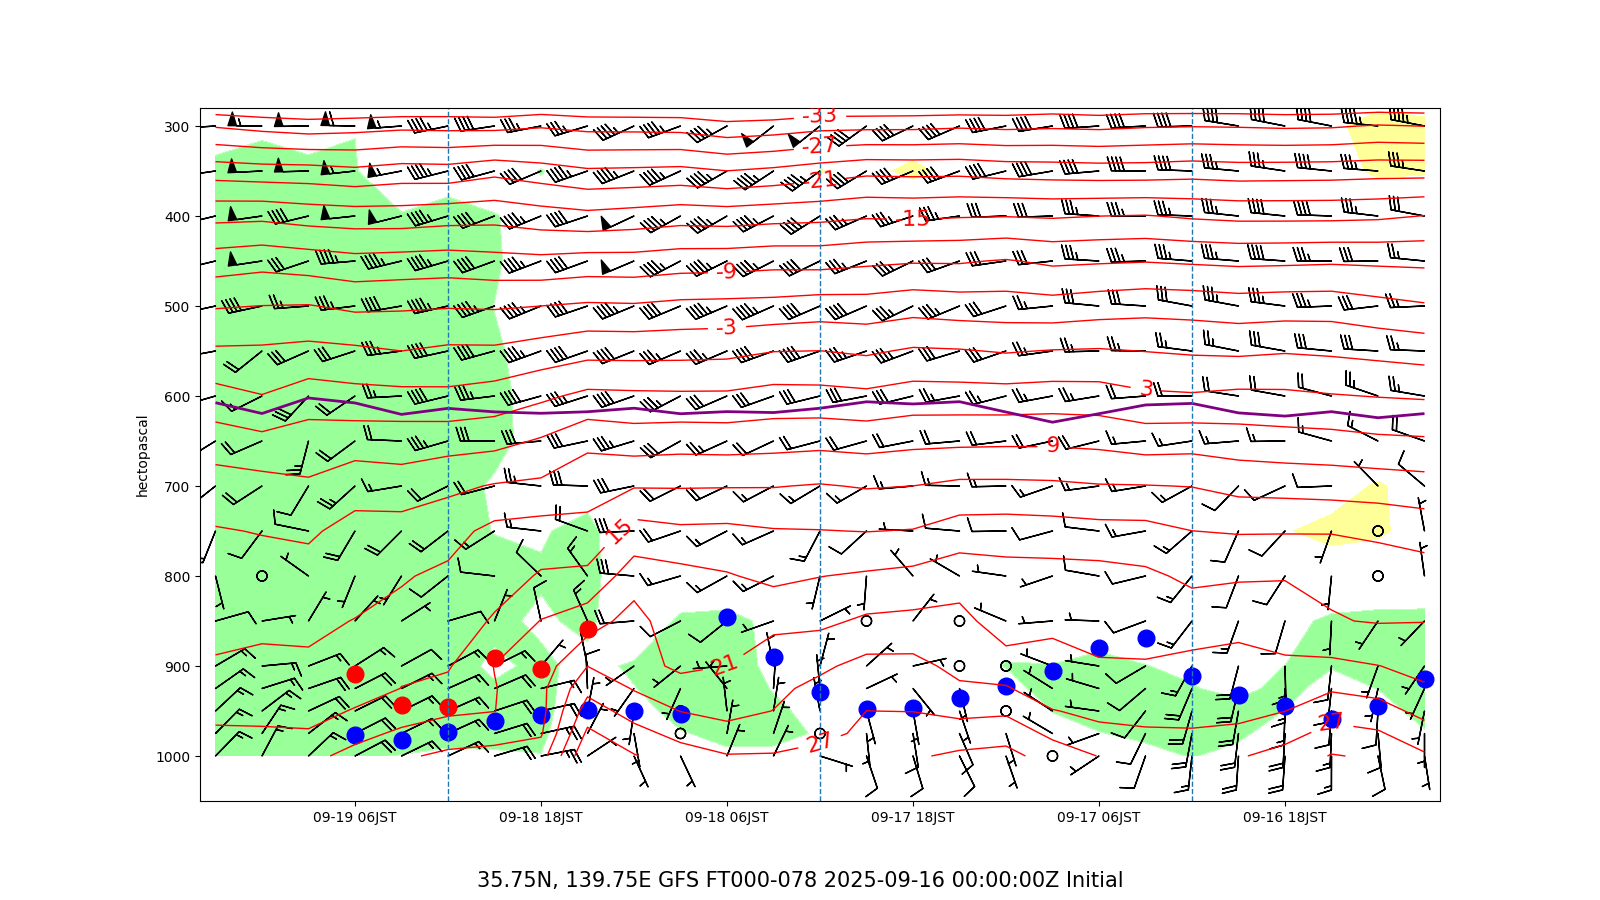 300
400
500
600
700
800
900
1000
hectopascal
-33
-27
-21
-15
-9
-3
3
9
15
21
27
27
09-19 06JST
09-18 18JST
09-18 06JST
09-17 18JST
09-17 06JST
09-16 18JST
35.75N, 139.75E GFS FT000-078 2025-09-16 00:00:00Z Initial